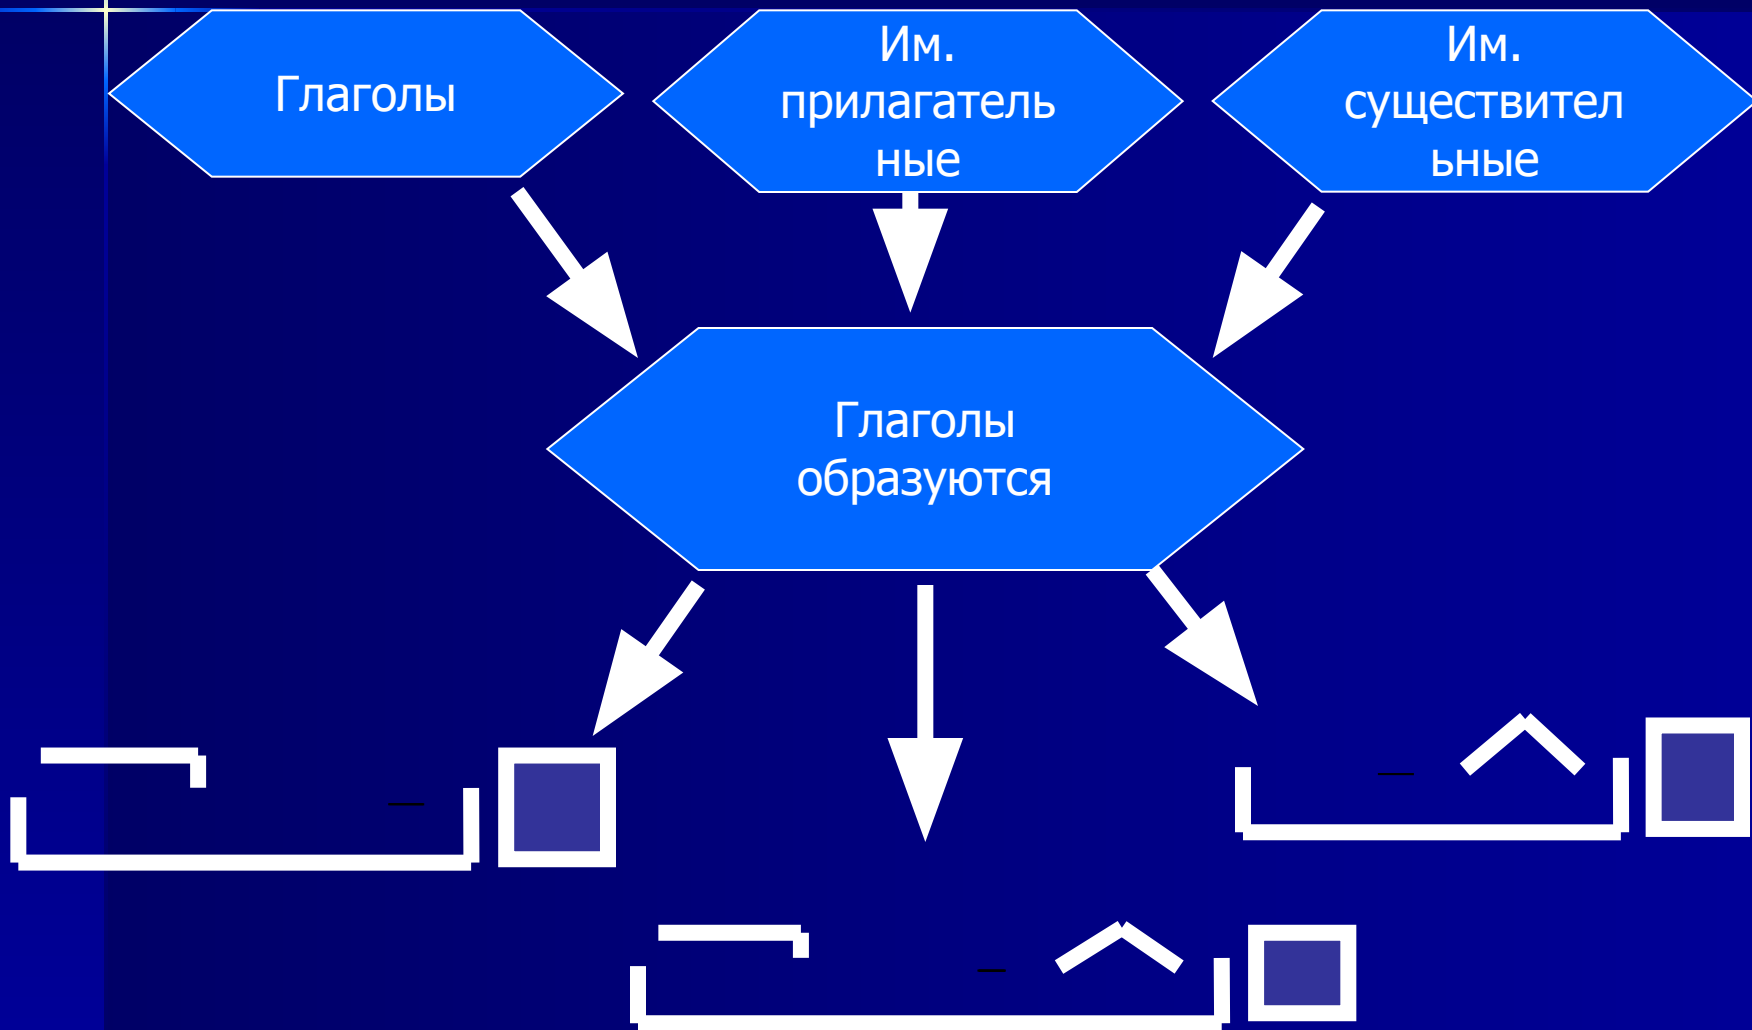 Глаголы
Им.
прилагатель
ные
Им.
существител
ьные
Глаголы
образуются